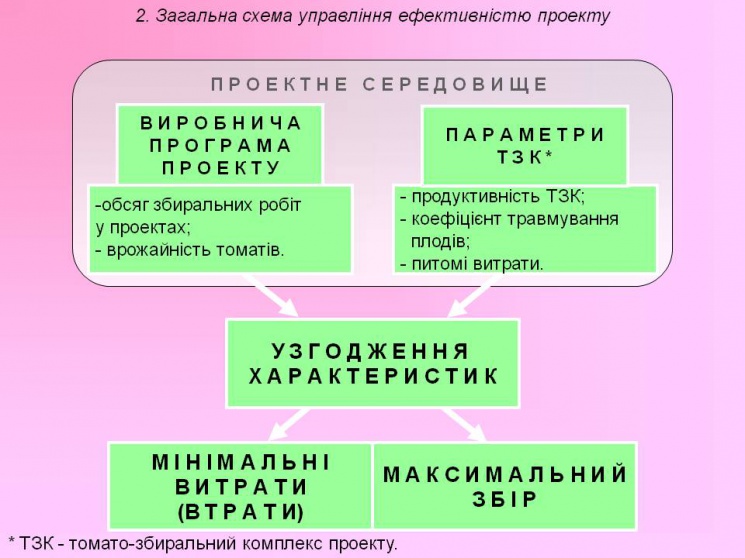 2. Загальна схема управління ефективністю проекту
ПРОЕКТНЕ СЕРЕДОВИЩЕ
ВИРОБНИЧА
ПРОГРАМА
ПРОЕКТУ
-обсяг збиральних робіт
у проектах;
- врожайність томатів.
ПАРАМЕТРИ
ТЗК*
- продуктивність ТЗК;
- коефіцієнт травмування
плодів;
- питомі витрати.
УЗГОДЖЕННЯ
ХАРАКТЕРИСТИК
МІНІМАЛЬНІ
ВИТРАТИ
(ВТРАТИ)
МАКСИМАЛЬНИЙ
ЗБІР
* ТЗК - томато-збиральний комплекс проекту.